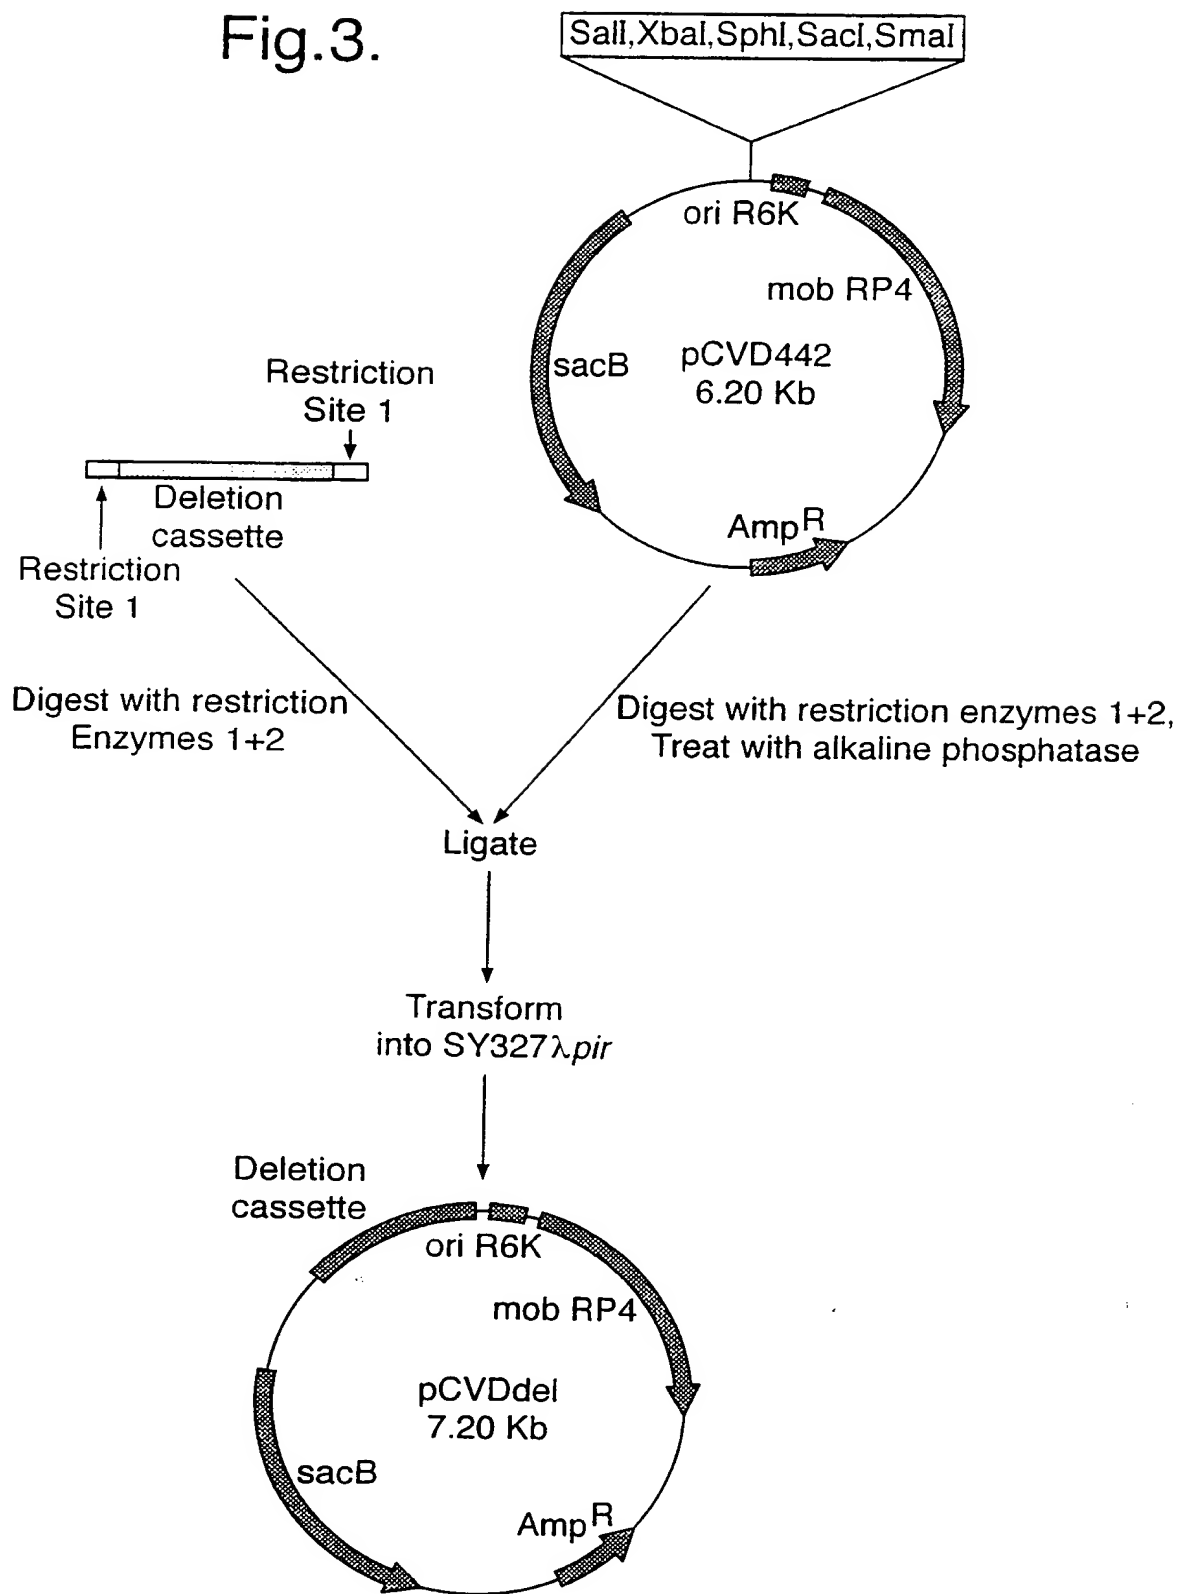 Fig.3.
SalI,XbaI,SphI,SacI,SmaI
ori R6K
mob RP4
pCVD442
6.20 Kb
sacB
Amp R
Restriction
Site 1
Deletion
cassette
Restriction
Site 1
Digest with restriction
Enzymes 1+2
Digest with restriction enzymes 1+2,
Treat with alkaline phosphatase
Ligate
Transform
into SY327λpir
Deletion
cassette
ori R6K
mob RP4
pCVDdel
7.20 Kb
sacB
Amp R